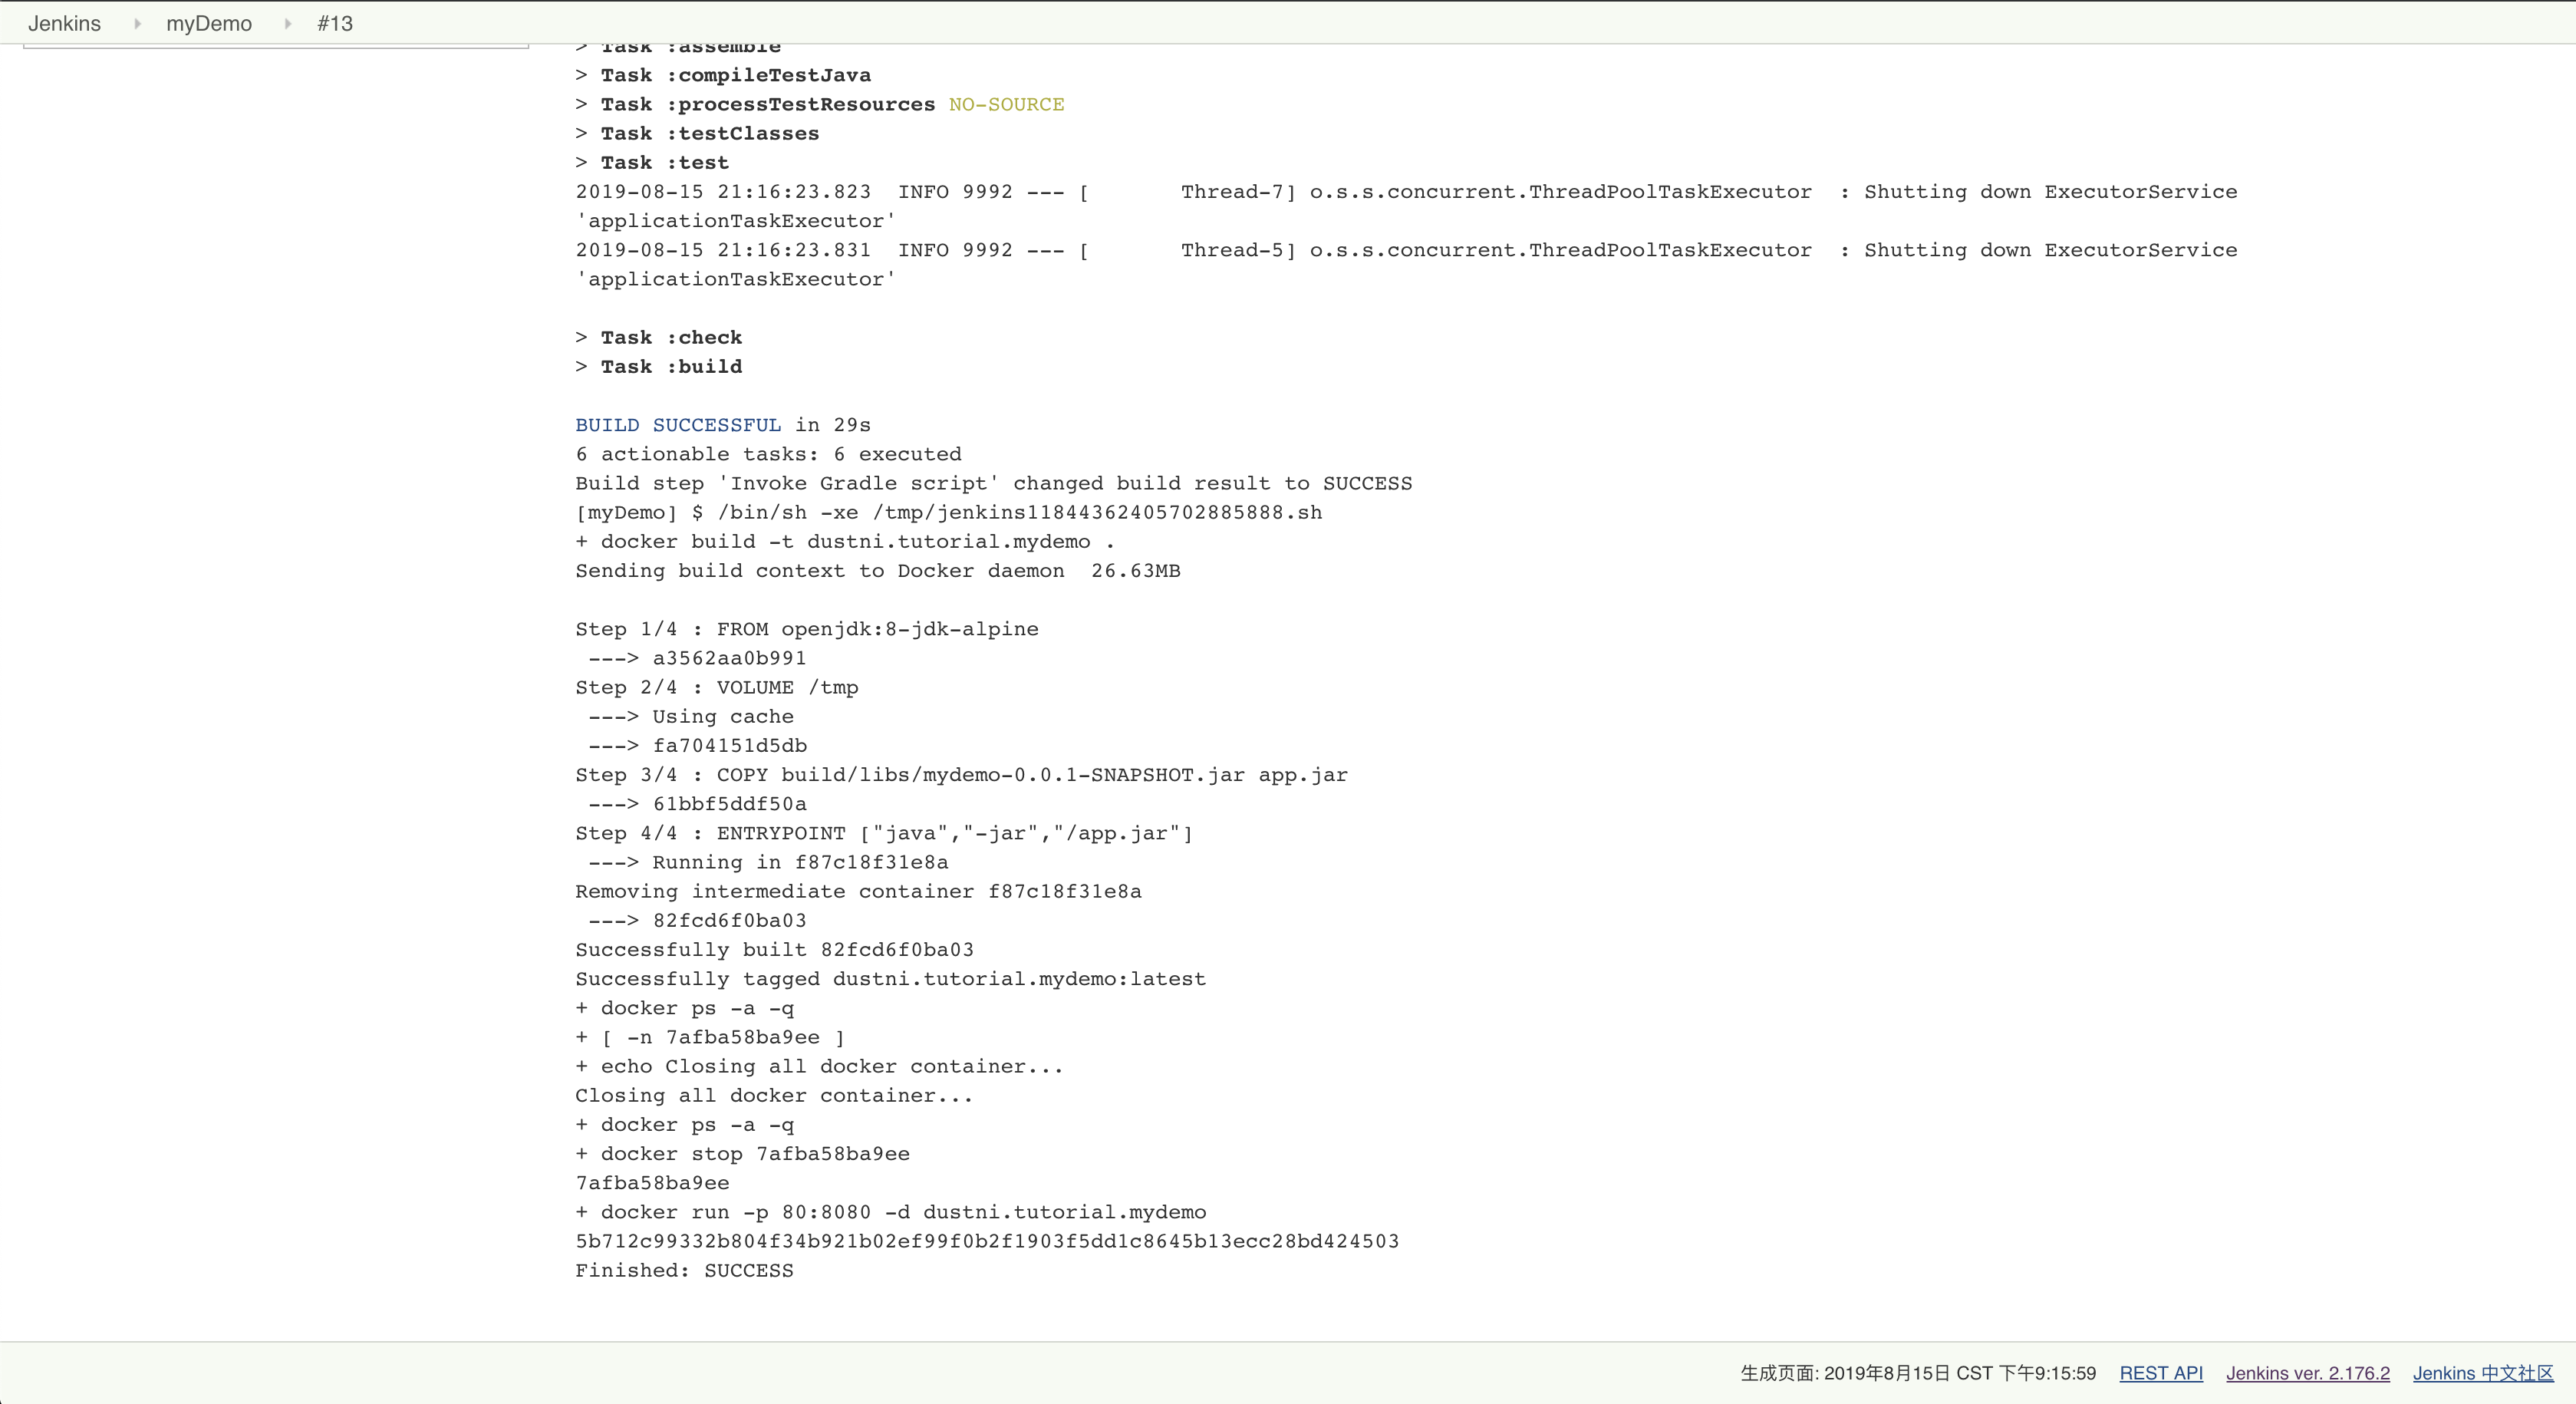 Jenkins myDemo #13
> Task :assemble
> Task :compileTestJava
> Task :processTestResources NO-SOURCE
> Task :testClasses
> Task :test
2019-08-15 21:16:23.823  INFO 9992 --- [       Thread-7] o.s.s.concurrent.ThreadPoolTaskExecutor  : Shutting down ExecutorService
'applicationTaskExecutor'
2019-08-15 21:16:23.831  INFO 9992 --- [       Thread-5] o.s.s.concurrent.ThreadPoolTaskExecutor  : Shutting down ExecutorService
'applicationTaskExecutor'
> Task :check
> Task :build
BUILD SUCCESSFUL in 29s
6 actionable tasks: 6 executed
Build step 'Invoke Gradle script' changed build result to SUCCESS
[myDemo] $ /bin/sh -xe /tmp/jenkins11844362405702885888.sh
+ docker build -t dustni.tutorial.mydemo .
Sending build context to Docker daemon  26.63MB
Step 1/4 : FROM openjdk:8-jdk-alpine
 ---> a3562aa0b991
Step 2/4 : VOLUME /tmp
 ---> Using cache
 ---> fa704151d5db
Step 3/4 : COPY build/libs/mydemo-0.0.1-SNAPSHOT.jar app.jar
 ---> 61bbf5ddf50a
Step 4/4 : ENTRYPOINT ["java","-jar","/app.jar"]
 ---> Running in f87c18f31e8a
Removing intermediate container f87c18f31e8a
 ---> 82fcd6f0ba03
Successfully built 82fcd6f0ba03
Successfully tagged dustni.tutorial.mydemo:latest
+ docker ps -a -q
+ [ -n 7afba58ba9ee ]
+ echo Closing all docker container...
Closing all docker container...
+ docker ps -a -q
+ docker stop 7afba58ba9ee
7afba58ba9ee
+ docker run -p 80:8080 -d dustni.tutorial.mydemo
5b712c99332b804f34b921b02ef99f0b2f1903f5dd1c8645b13ecc28bd424503
Finished: SUCCESS
生成页面: 2019年8月15日 CST 下午9:15:59 REST API Jenkins ver. 2.176.2 Jenkins 中文社区